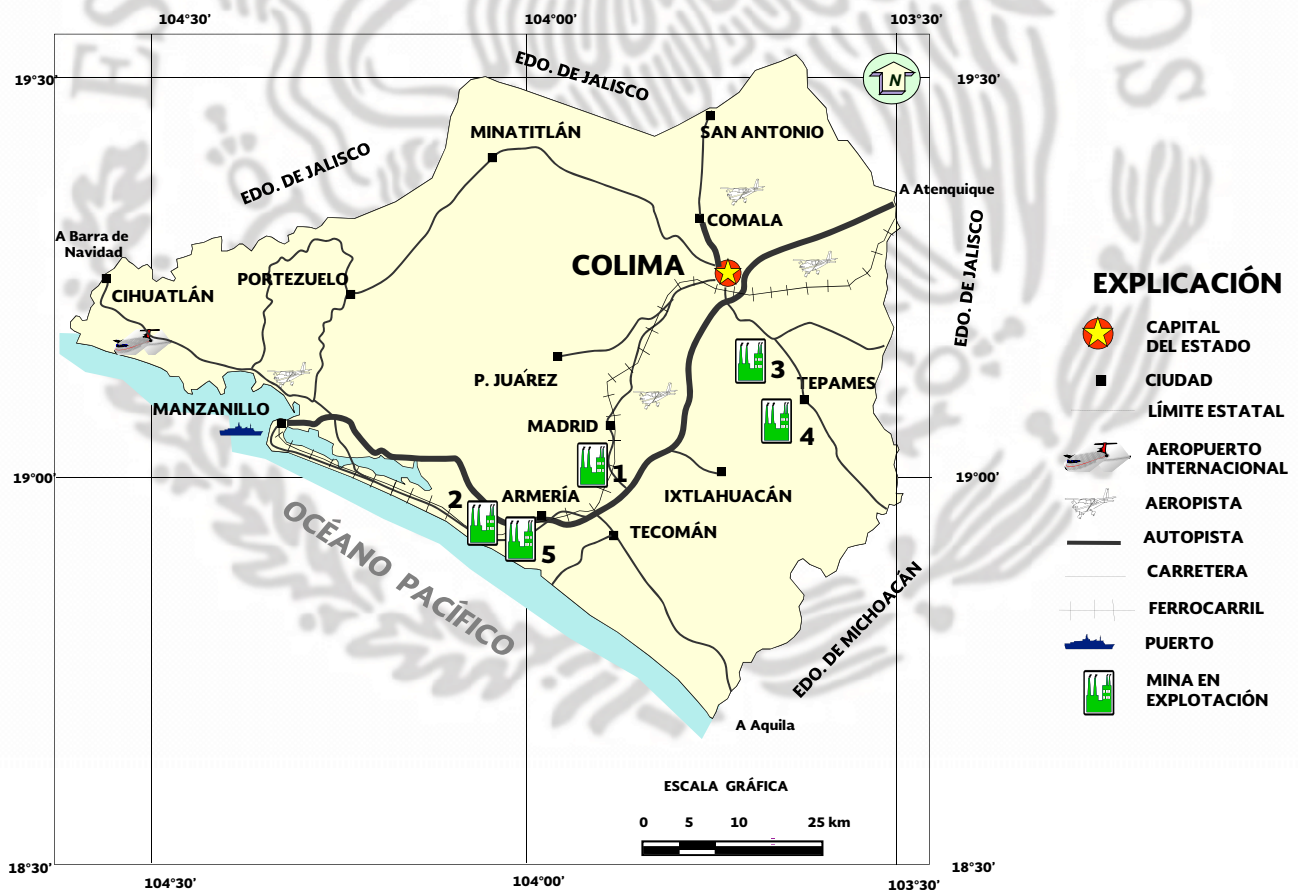 104°30’
104°00’
103°30’
EDO. DE JALISCO
19°30’
19°30’
N
MINATITLÁN
SAN ANTONIO
EDO. DE JALISCO
A Atenquique
COMALA
A Barra de
Navidad
EDO. DE JALISCO
COLIMA
PORTEZUELO
CIHUATLÁN
EXPLICACIÓN
CAPITAL
DEL ESTADO
3
P. JUÁREZ
TEPAMES
CIUDAD
MANZANILLO
LÍMITE ESTATAL
MADRID
4
AEROPUERTO
INTERNACIONAL
19°00’
1
19°00’
2
ARMERÍA
IXTLAHUACÁN
AEROPISTA
OCÉANO PACÍFICO
TECOMÁN
AUTOPISTA
5
CARRETERA
EDO. DE MICHOACÁN
FERROCARRIL
PUERTO
MINA EN
EXPLOTACIÓN
A Aquila
ESCALA GRÁFICA
0 5 10 25 km
18°30’
18°30’
104°30’
104°00’
103°30’
ES
OS